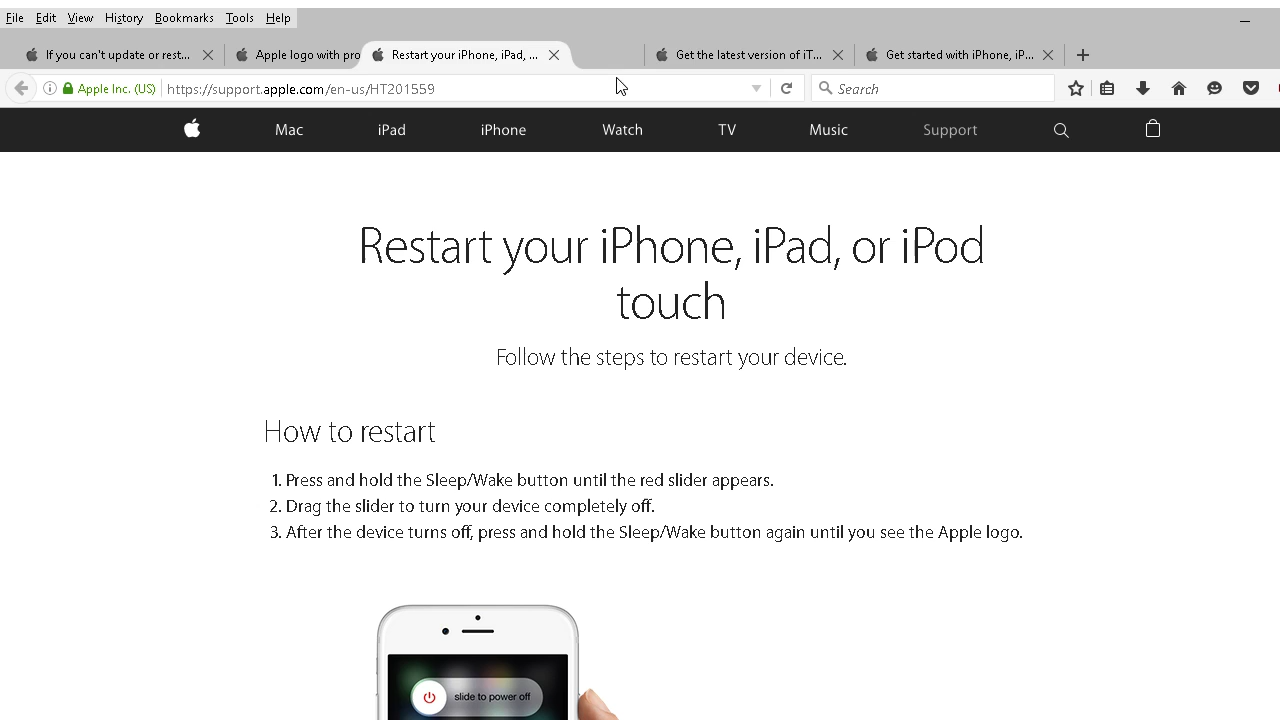 File Edit View History Bookmarks Tools Help
If you can't update or rest... Apple logo with pro Restart your iPhone, iPad, ... Get the latest version of iT... Get started with iPhone, iP...
Apple Inc. (US) https://support.apple.com/en-us/HT201559 Search
Mac iPad iPhone Watch TV Music Support
Restart your iPhone, iPad, or iPod
touch
Follow the steps to restart your device.
How to restart
1. Press and hold the Sleep/Wake button until the red slider appears.
2. Drag the slider to turn your device completely off.
3. After the device turns off, press and hold the Sleep/Wake button again until you see the Apple logo.
slide to power off